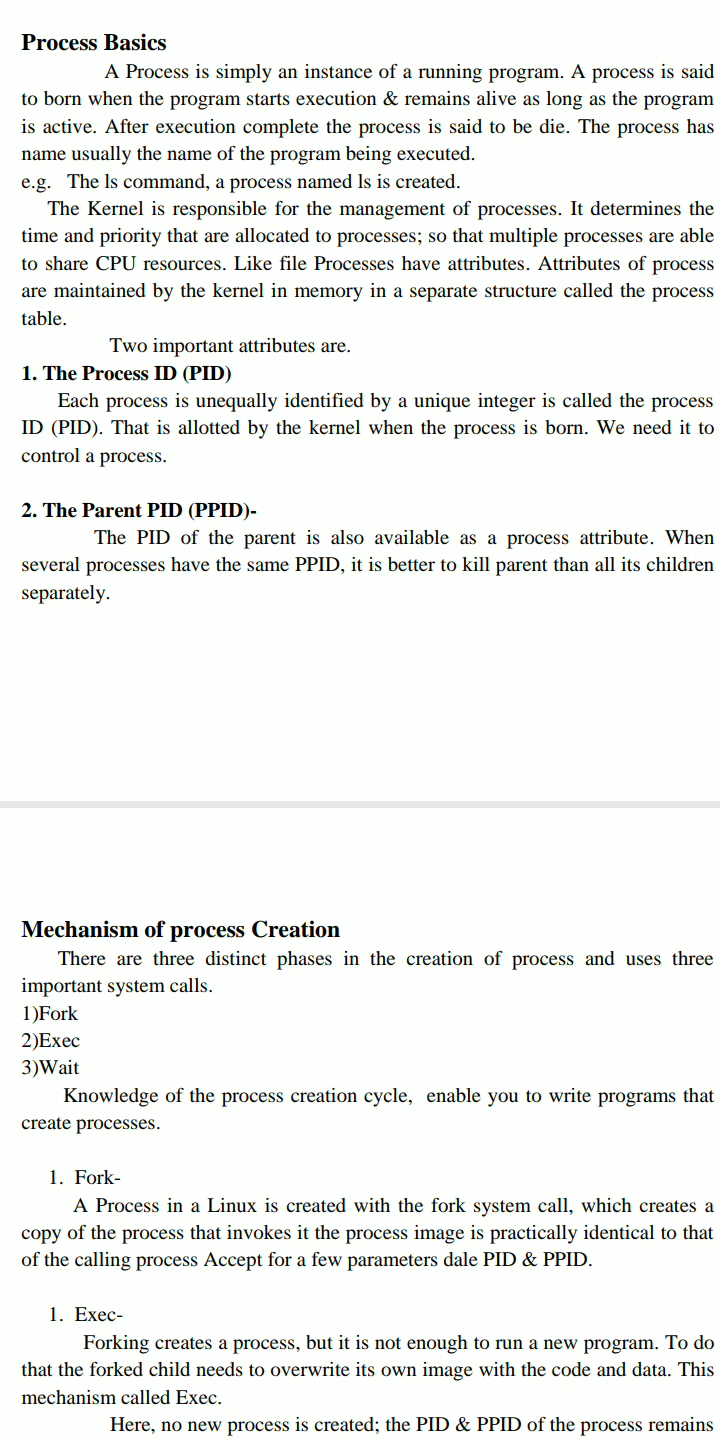 Process Basics
A Process is simply an instance of a running program. A process is said
to born when the program starts execution & remains alive as long as the program
is active. After execution complete the process is said to be die. The process has
name usually the name of the program being executed.
e.g. The ls command, a process named ls is created.
The Kernel is responsible for the management of processes. It determines the
time and priority that are allocated to processes; so that multiple processes are able
to share CPU resources. Like file Processes have attributes. Attributes of process
are maintained by the kernel in memory in a separate structure called the process
table.
Two important attributes are.
1. The Process ID (PID)
Each process is unequally identified by a unique integer is called the process
ID (PID). That is allotted by the kernel when the process is born. We need it to
control a process.
2. The Parent PID (PPID)-
The PID of the parent is also available as a process attribute. When
several processes have the same PPID, it is better to kill parent than all its children
separately.
Mechanism of process Creation
There are three distinct phases in the creation of process and uses three
important system calls.
1)Fork
2)Exec
3)Wait
Knowledge of the process creation cycle, enable you to write programs that
create processes.
1. Fork-
A Process in a Linux is created with the fork system call, which creates a
copy of the process that invokes it the process image is practically identical to that
of the calling process Accept for a few parameters dale PID & PPID.
1. Exec-
Forking creates a process, but it is not enough to run a new program. To do
that the forked child needs to overwrite its own image with the code and data. This
mechanism called Exec.
Here, no new process is created; the PID & PPID of the process remains